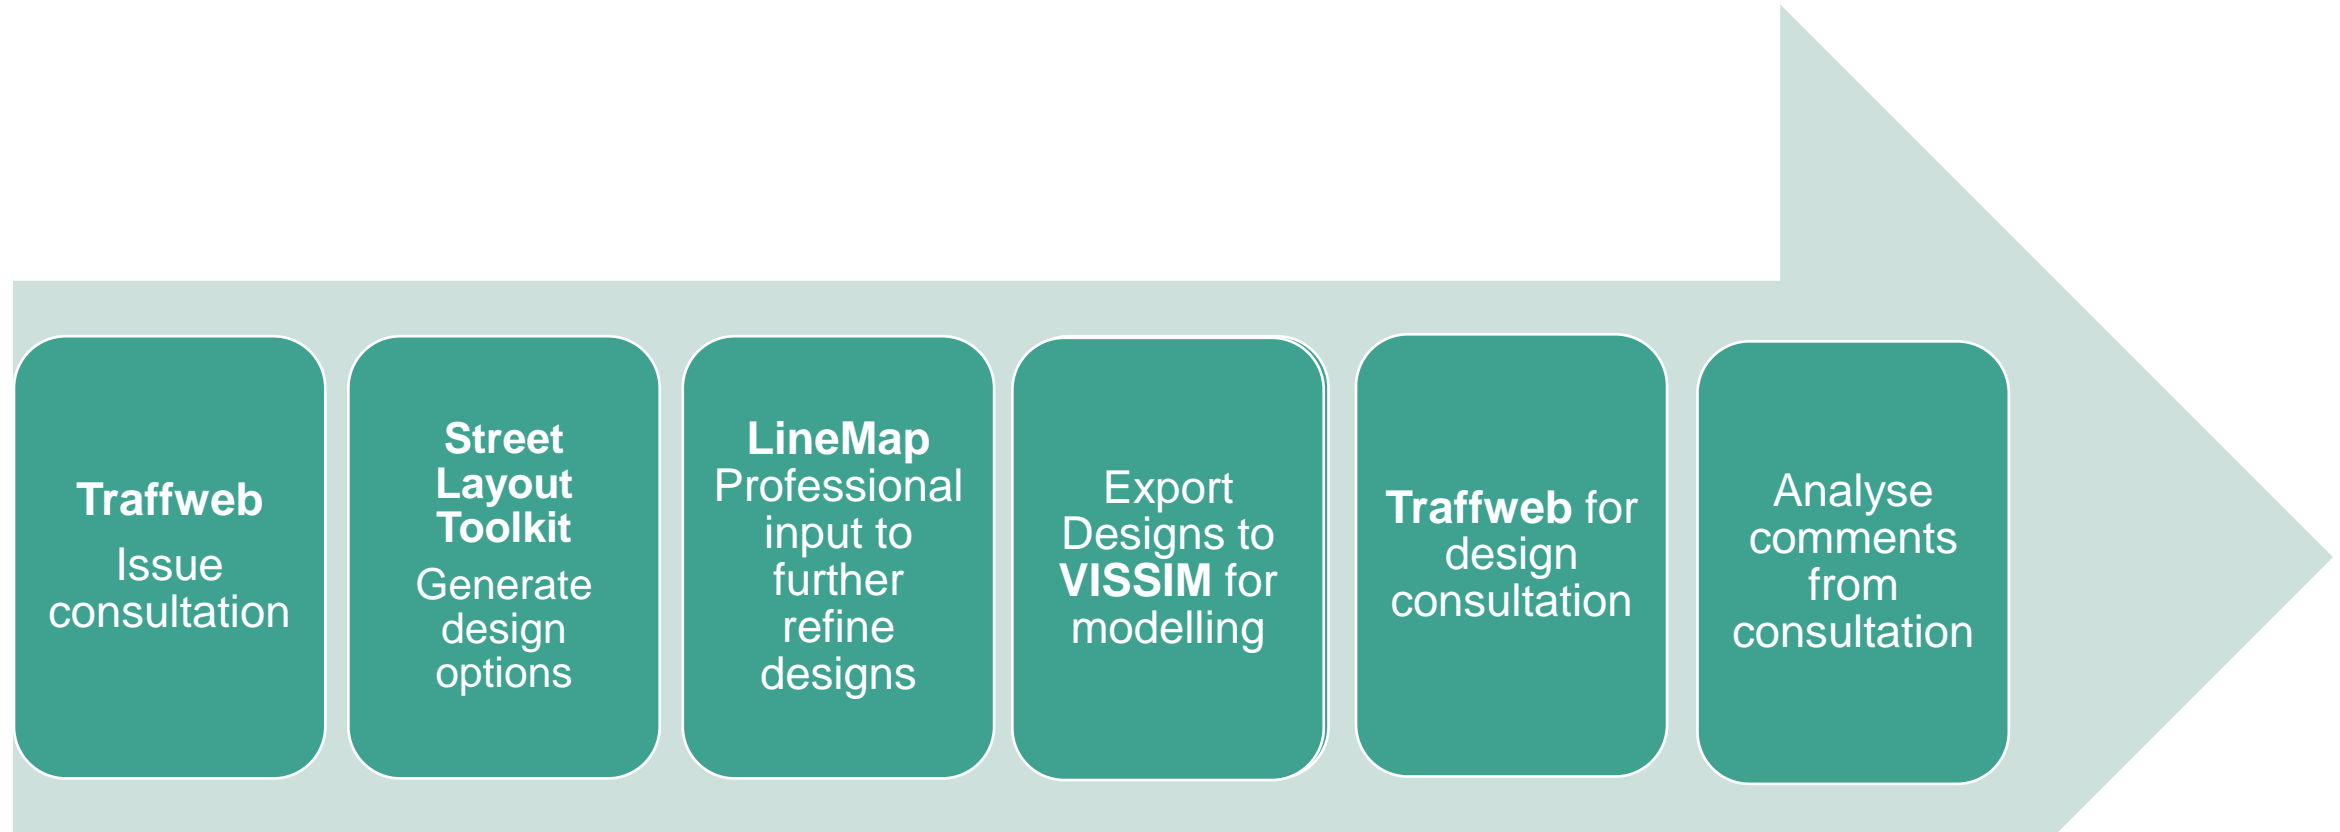 Traffweb
Issue
consultation
Street
Layout
Toolkit
Generate
design
options
LineMap
Professional
input to
further
refine
designs
Export
Designs to
VISSIM for
modelling
Traffweb for
design
consultation
Analyse
comments
from
consultation